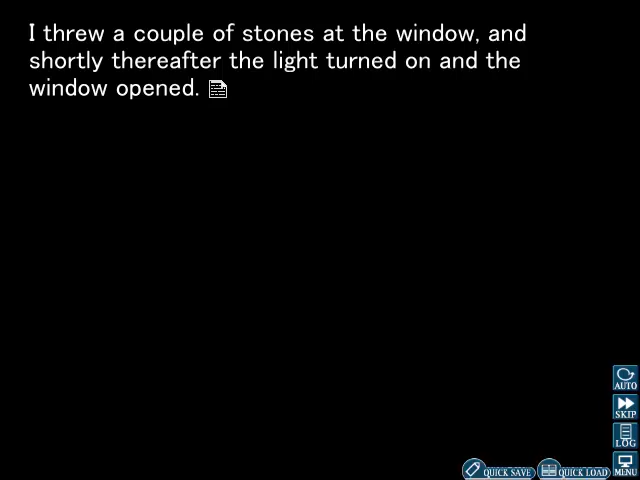 I threw a couple of stones at the window, and
shortly thereafter the light turned on and the
window opened.
AUTO
SKIP
LOG
MENU
QUICK SAVE
QUICK LOAD